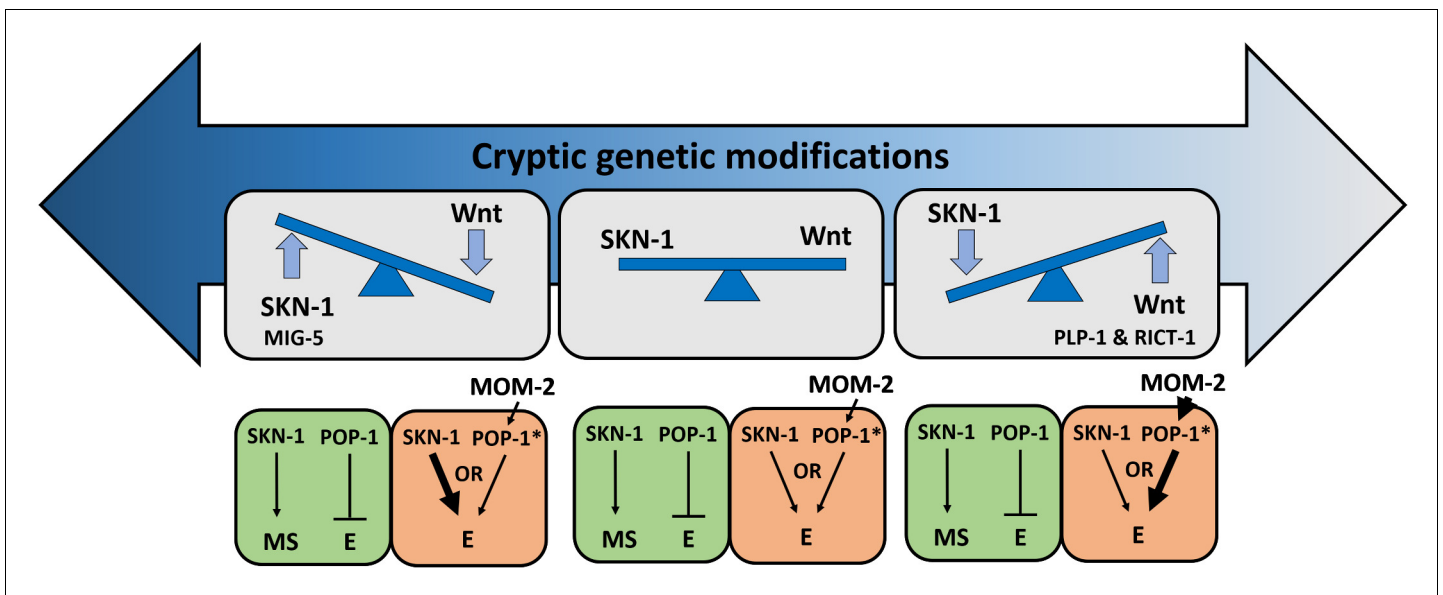 Cryptic genetic modifications
Wnt
SKN-1
MIG-5
SKN-1 Wnt
SKN-1
Wnt
PLP-1 & RICT-1
MOM-2
SKN-1 POP-1
MS E
SKN-1 POP-1*
OR
E
MOM-2
SKN-1 POP-1
MS E
SKN-1 POP-1*
OR
E
MOM-2
SKN-1 POP-1
MS E
SKN-1 POP-1*
OR
E